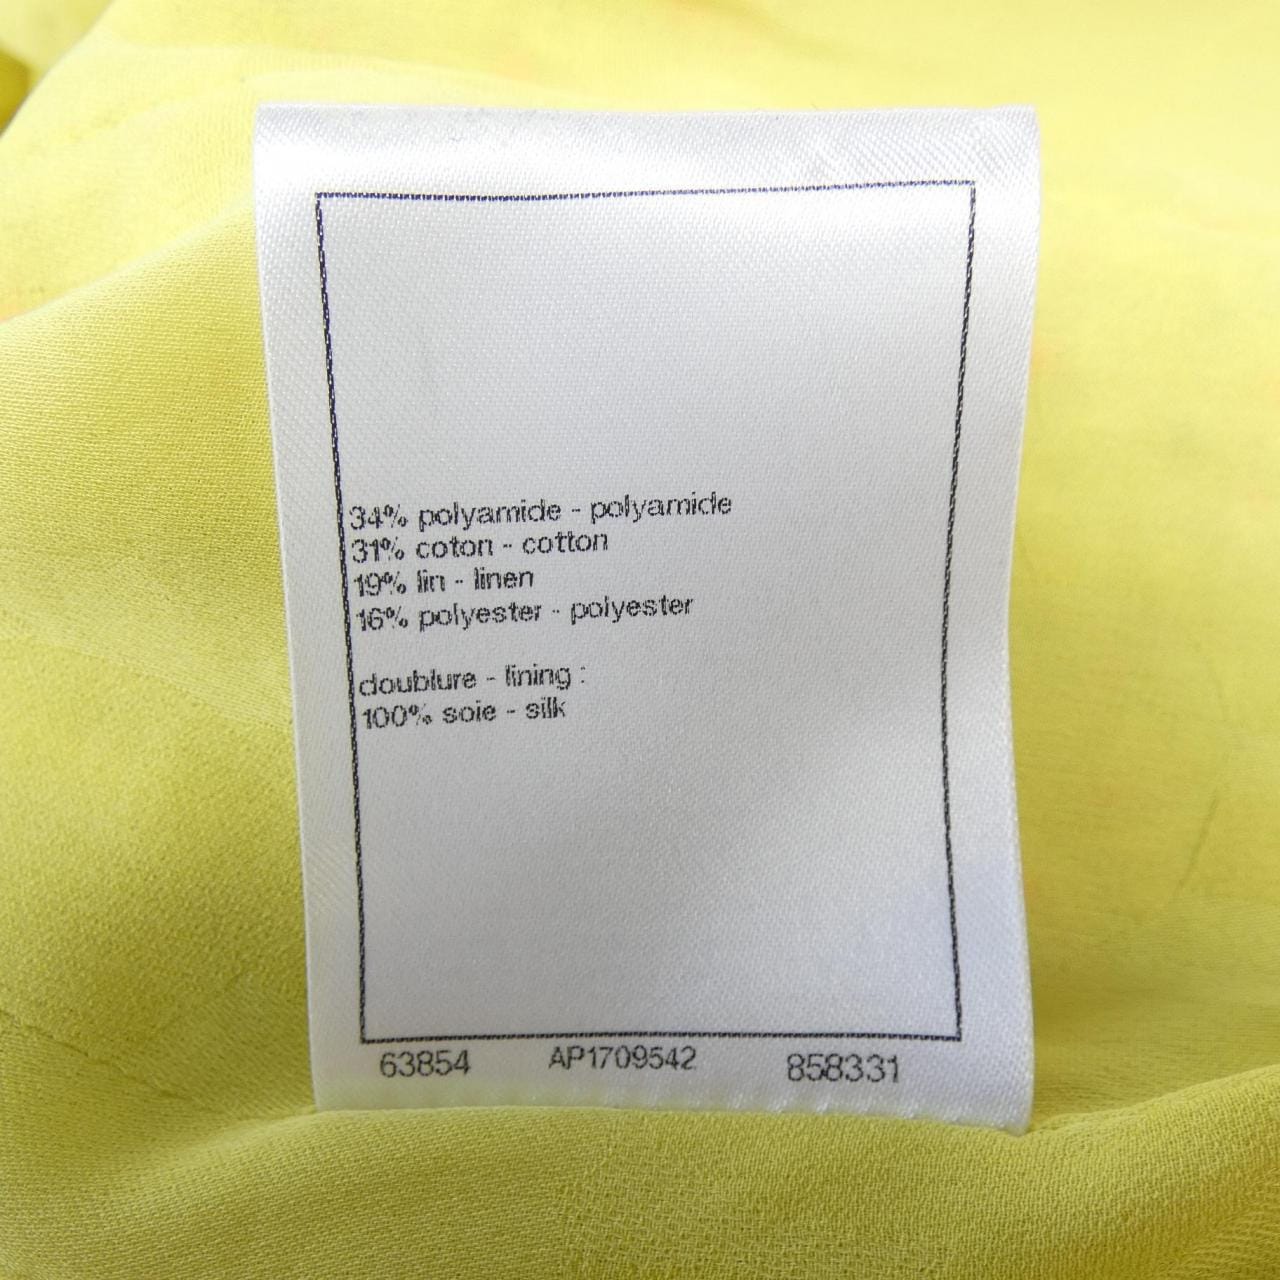 34% polyamide - polyamide
31% coton - cotton
19% lin - linen
16% polyester - polyester
doublure - lining :
100% soie - silk
63854 AP1709542 858331